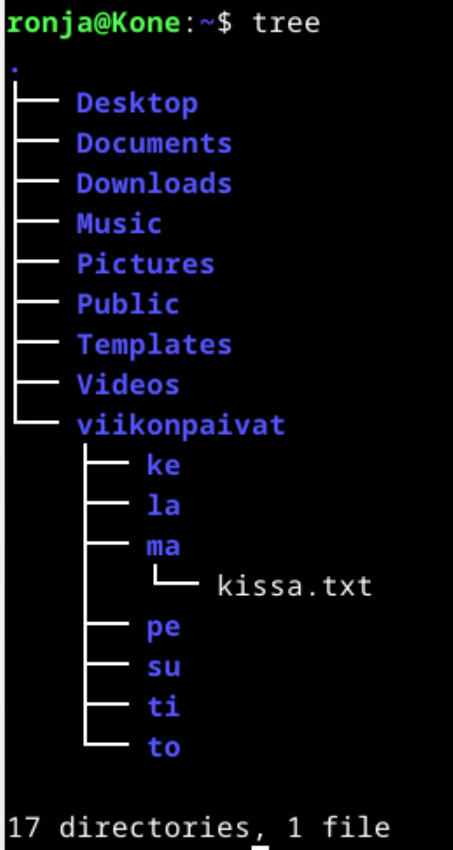 ronja@Kone:~$ tree
.
├── Desktop
├── Documents
├── Downloads
├── Music
├── Pictures
├── Public
├── Templates
├── Videos
└── viikonpaivat
    ├── ke
    ├── la
    ├── ma
    │   └── kissa.txt
    ├── pe
    ├── su
    ├── ti
    └── to
17 directories, 1 file